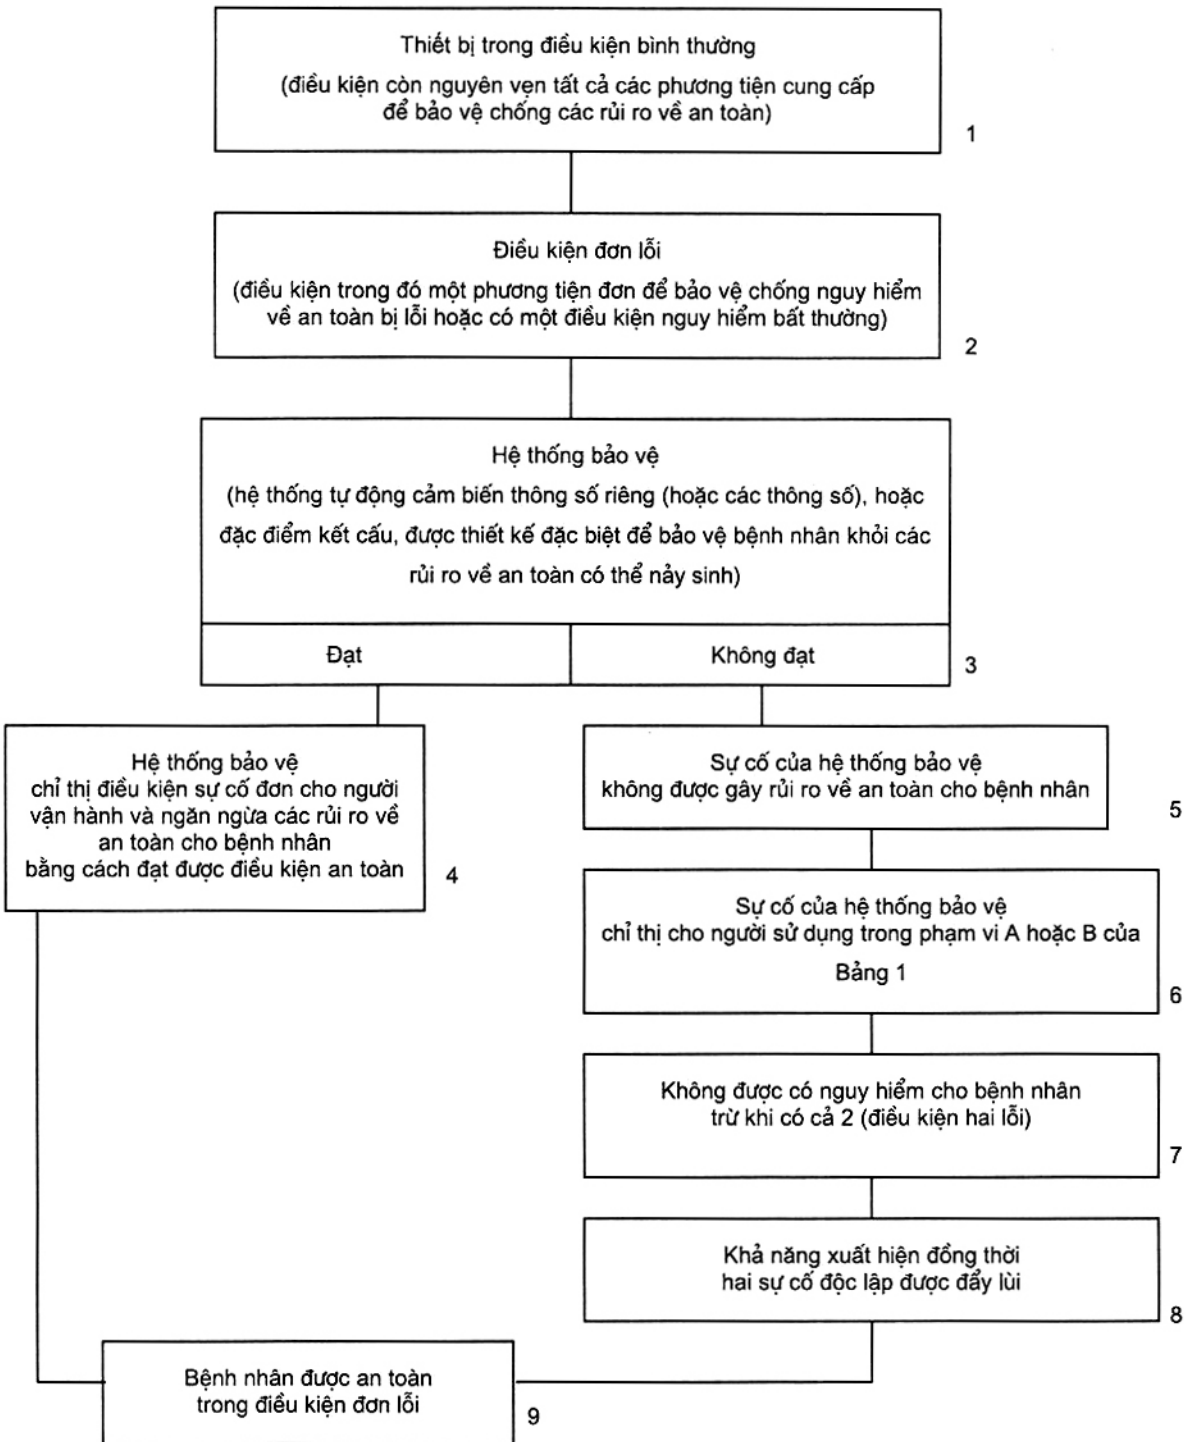 Thiết bị trong điều kiện bình thường
(điều kiện còn nguyên vẹn tất cả các phương tiện cung cấp
để bảo vệ chống các rủi ro về an toàn)
1
Điều kiện đơn lỗi
(điều kiện trong đó một phương tiện đơn để bảo vệ chống nguy hiểm
về an toàn bị lỗi hoặc có một điều kiện nguy hiểm bất thường)
2
Hệ thống bảo vệ
(hệ thống tự động cảm biến thông số riêng (hoặc các thông số), hoặc
đặc điểm kết cấu, được thiết kế đặc biệt để bảo vệ bệnh nhân khỏi các
rủi ro về an toàn có thể nảy sinh)
Đạt
Không đạt
3
Hệ thống bảo vệ
chỉ thị điều kiện sự cố đơn cho người
vận hành và ngăn ngừa các rủi ro về
an toàn cho bệnh nhân
bằng cách đạt được điều kiện an toàn
4
Sự cố của hệ thống bảo vệ
không được gây rủi ro về an toàn cho bệnh nhân
5
Sự cố của hệ thống bảo vệ
chỉ thị cho người sử dụng trong phạm vi A hoặc B của
Bảng 1
6
Không được có nguy hiểm cho bệnh nhân
trừ khi có cả 2 (điều kiện hai lỗi)
7
Khả năng xuất hiện đồng thời
hai sự cố độc lập được đẩy lùi
8
Bệnh nhân được an toàn
trong điều kiện đơn lỗi
9